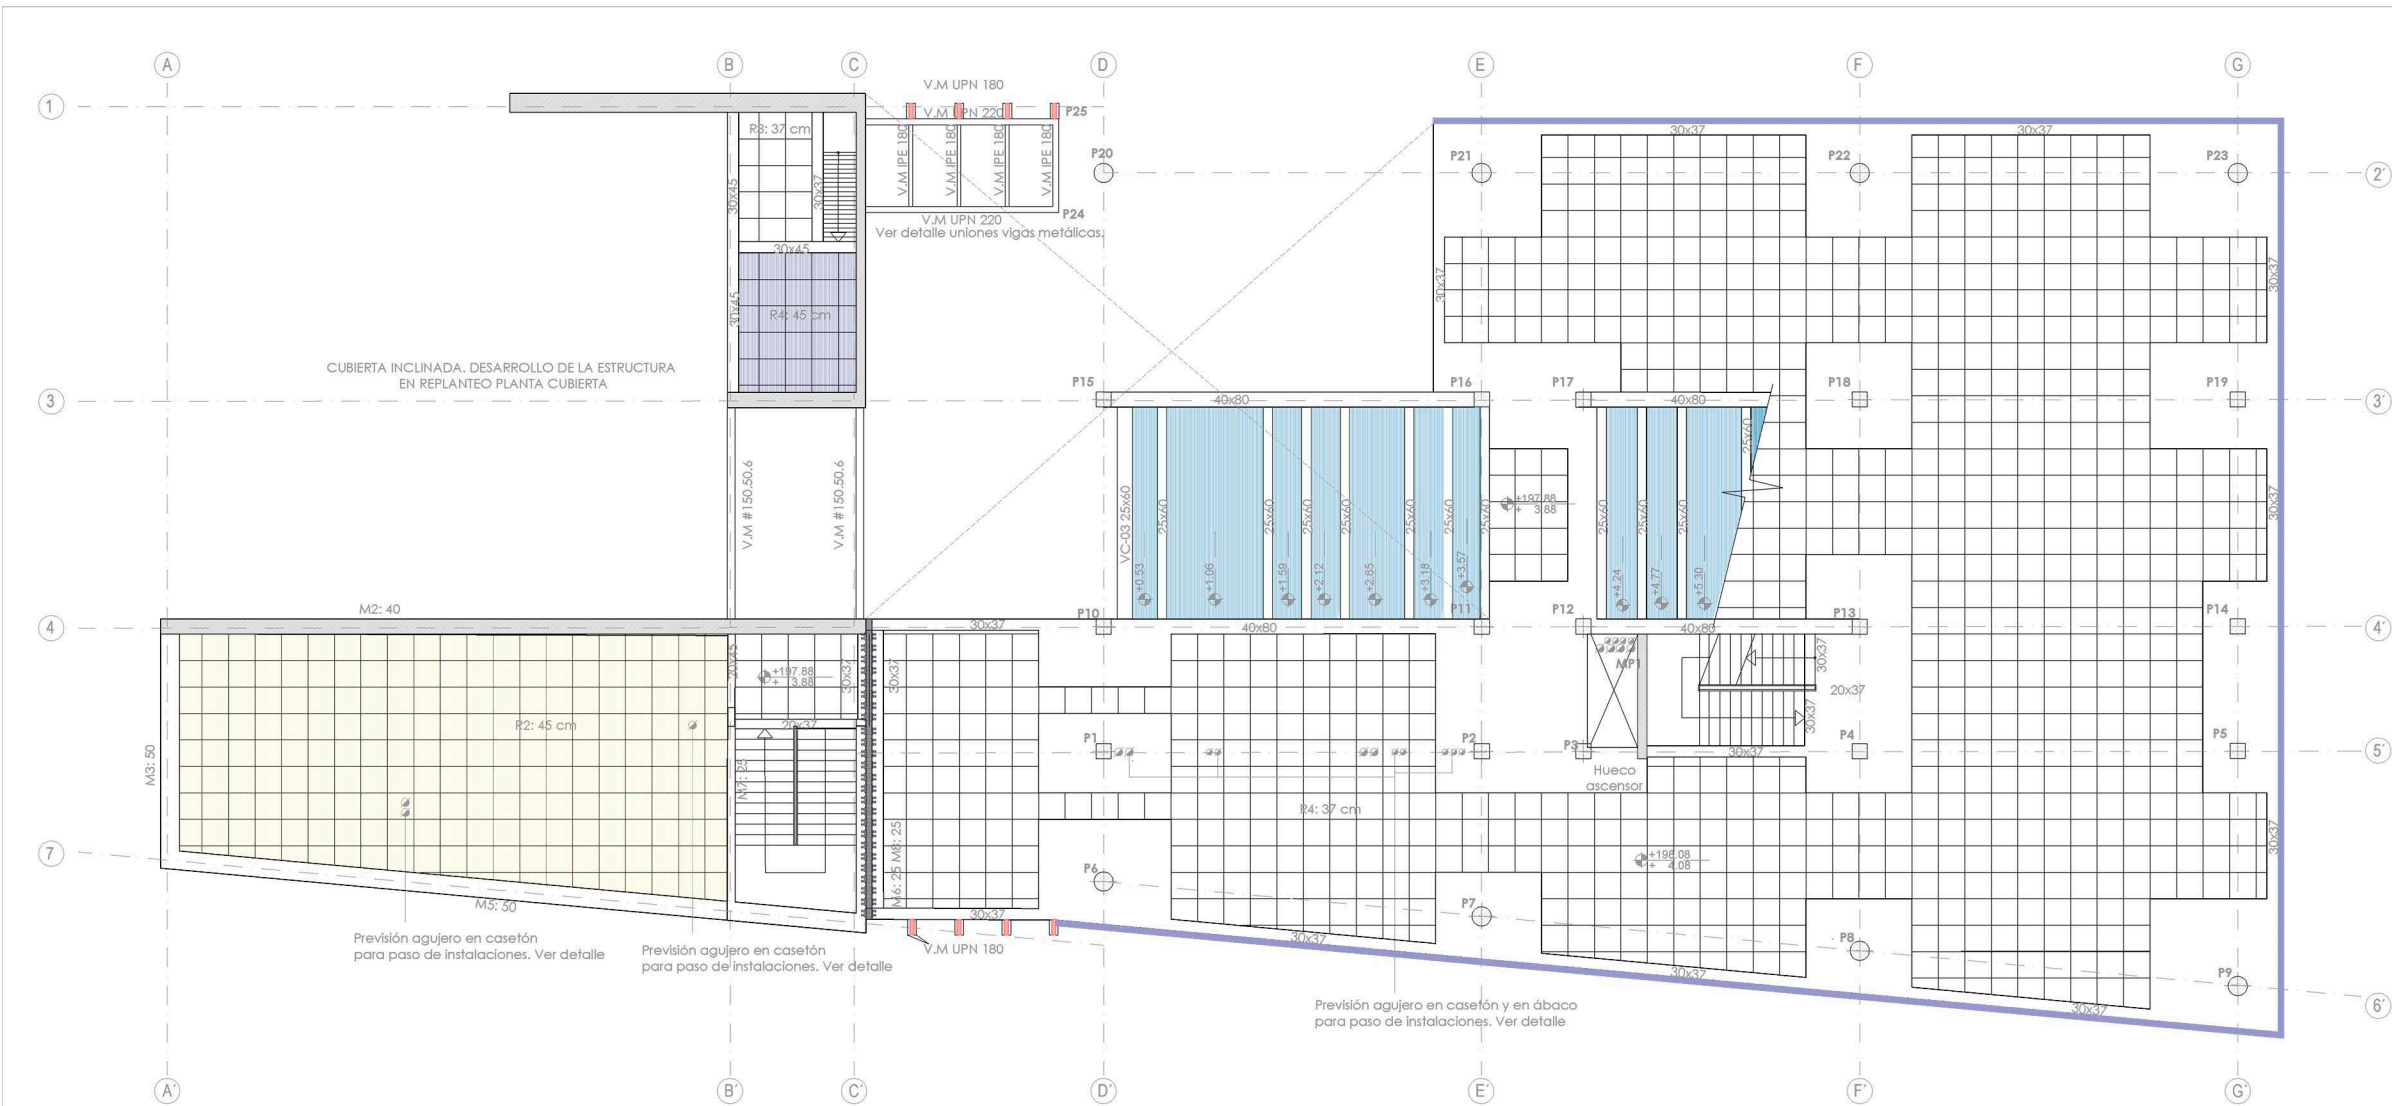 A
B
C
D
E
F
G
1
V.M UPN 180
V.M UPN 220
P25
R3: 37 cm
30x37
30x37
V.M IPE 180
V.M IPE 180
V.M IPE 180
V.M IPE 180
P20
P21
P22
P23
2´
30x45
30x37
P24
V.M UPN 220
Ver detalle uniones vigas metálicas.
30x45
30x37
30x37
30x45
R4: 45 cm
CUBIERTA INCLINADA. DESARROLLO DE LA ESTRUCTURA
EN REPLANTEO PLANTA CUBIERTA
P15
P16
P17
P18
P19
3
40x80
40x80
3´
V.M #150.50.6
V.M #150.50.6
VC-03 25x60
25x60
25x60
25x60
25x60
25x60
25x60
25x60
25x60
25x60
25x60
25x60
+197.88
+ 3.88
30x37
+0.53
+1.06
+1.59
+2.12
+2.65
+3.18
+3.57
+4.24
+4.77
+5.30
M2: 40
P10
P11
P12
P13
P14
4
30x37
40x80
40x80
4´
20x45
+197.88
+ 3.88
30x37
30x37
MP1
30x37
20x37
R2: 45 cm
20x37
30x37
P1
P2
P3
P4
P5
5´
M3: 50
M7: 25
30x37
Hueco
ascensor
R4: 37 cm
7
M6: 25 M8: 25
+198.08
+ 4.08
30x37
P6
M5: 50
30x37
P7
P8
P9
Previsión agujero en casetón
para paso de instalaciones. Ver detalle
Previsión agujero en casetón
para paso de instalaciones. Ver detalle
V.M UPN 180
30x37
30x37
30x37
Previsión agujero en casetón y en ábaco
para paso de instalaciones. Ver detalle
6´
A´
B´
C´
D´
E´
F´
G´